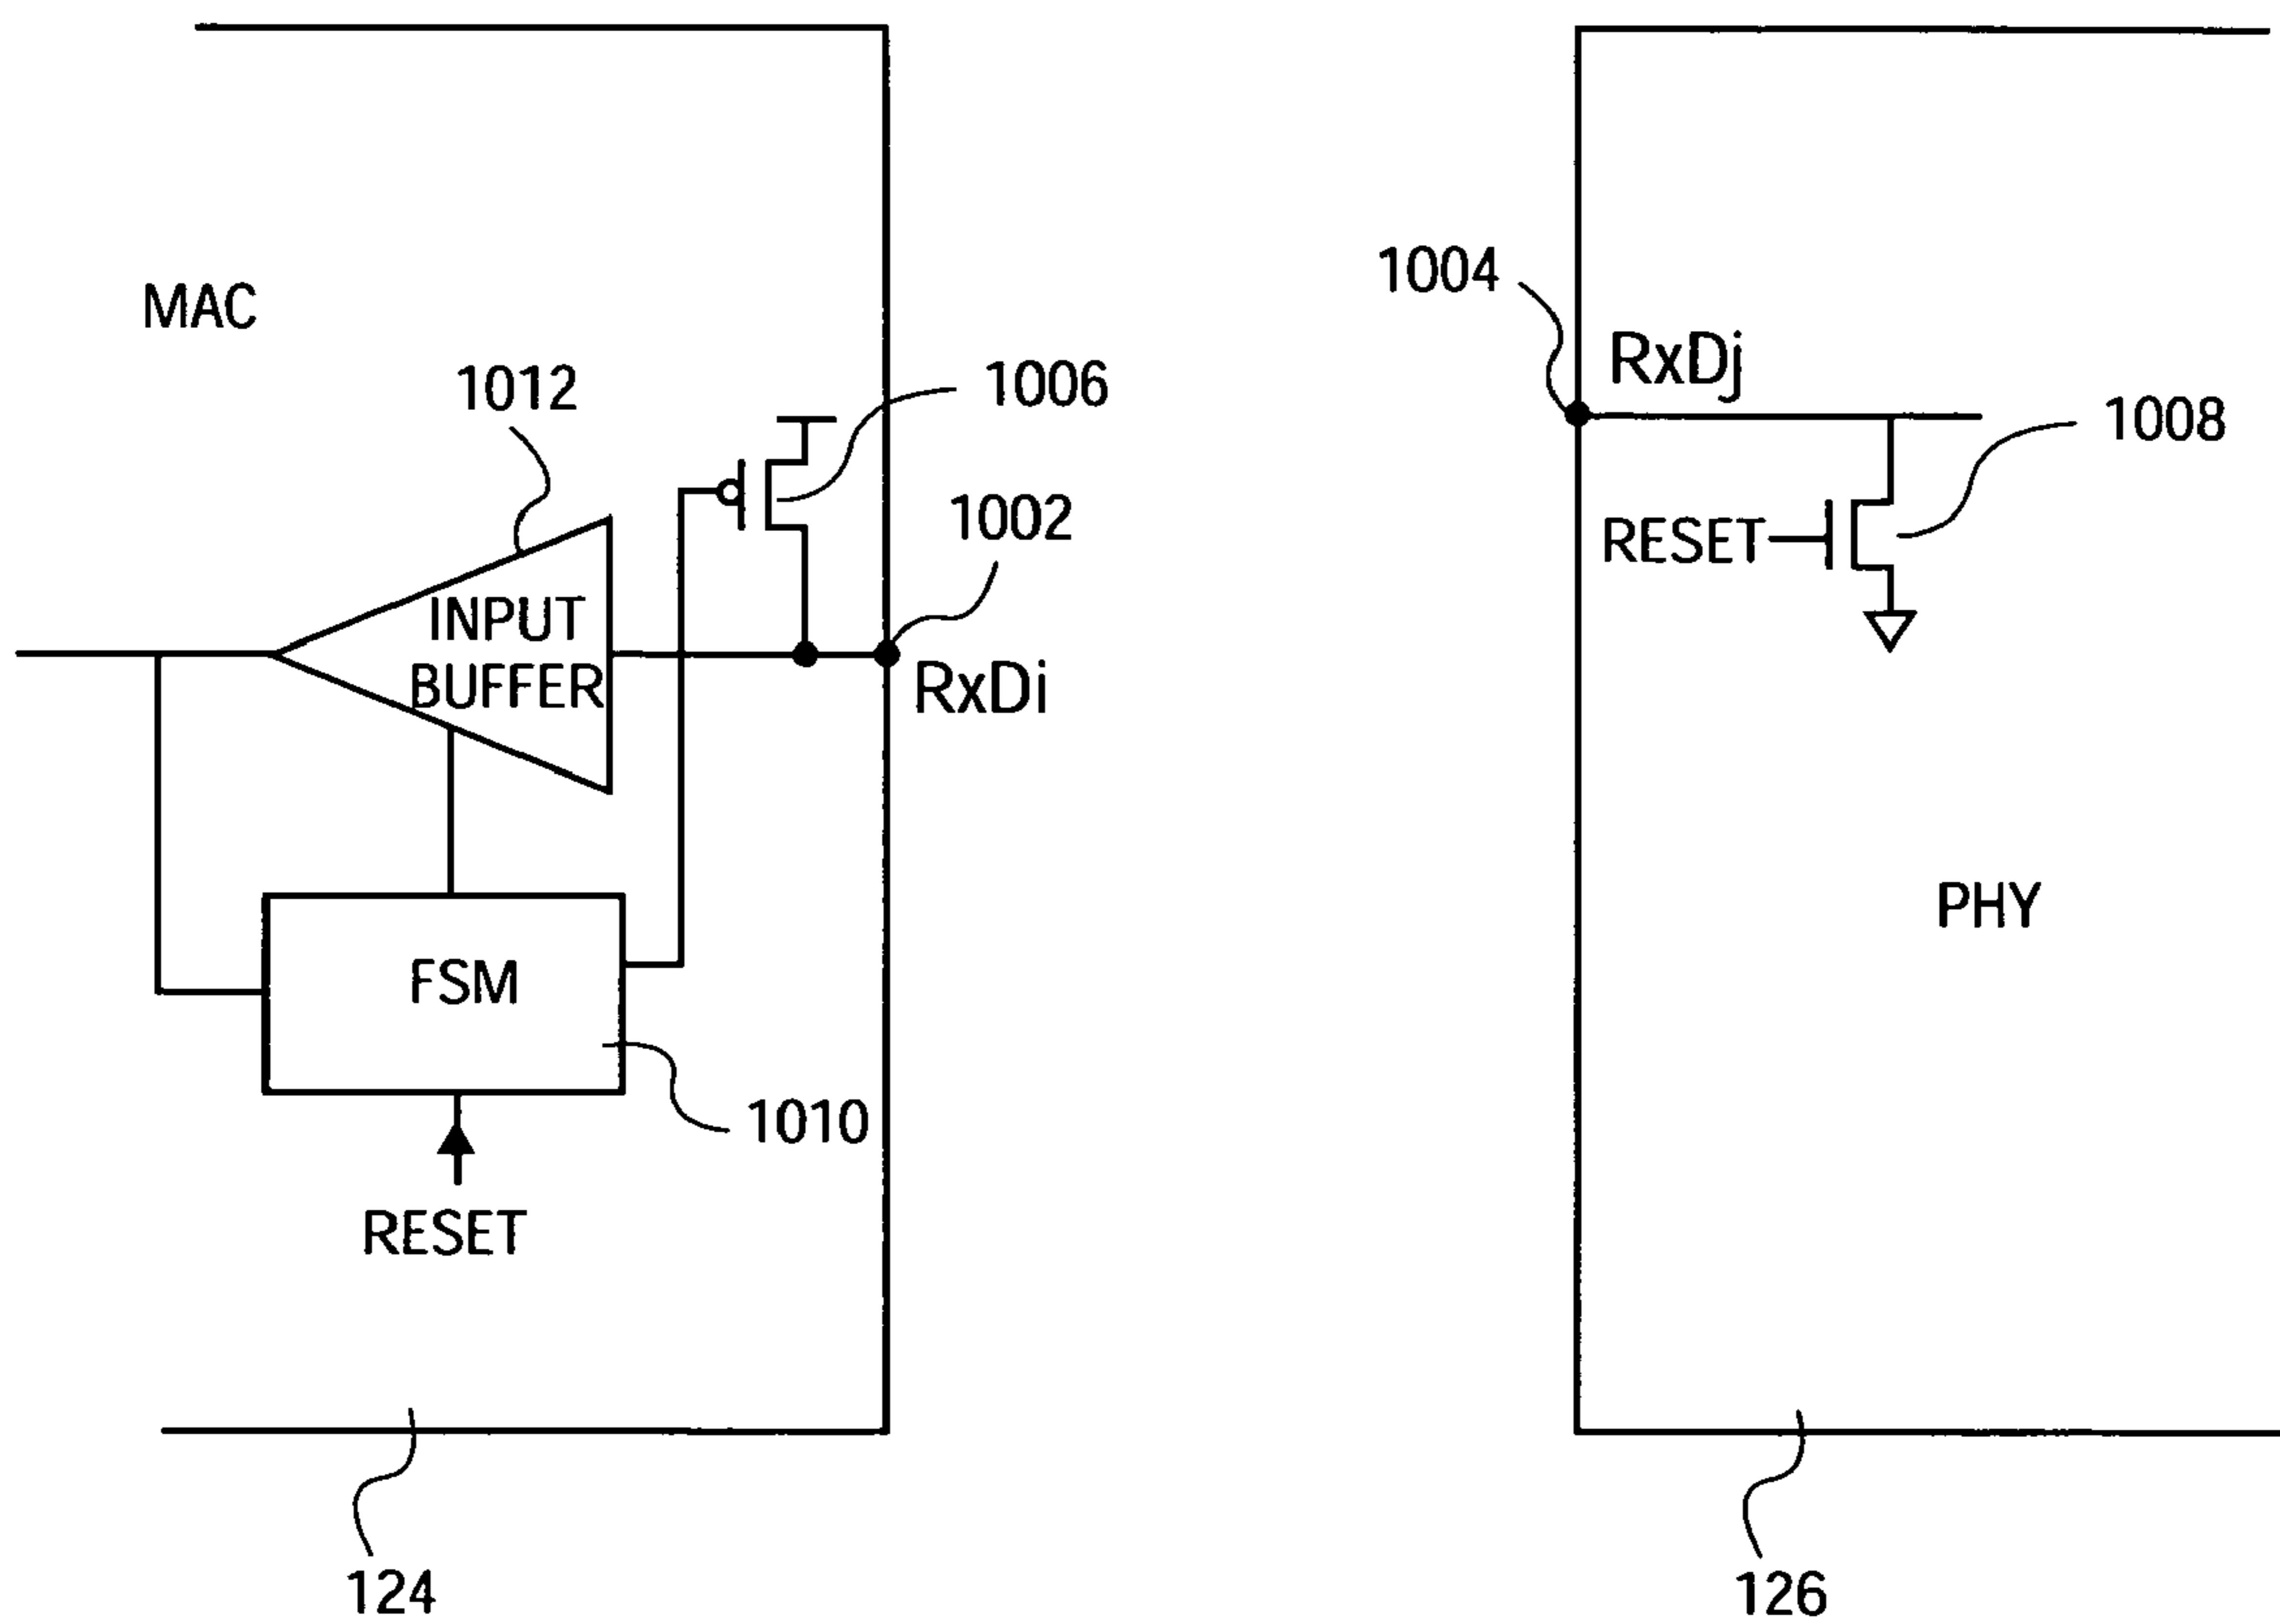 MAC
1012
1006
1002
INPUT
BUFFER
RxDi
FSM
1010
RESET
124
1004
RxDj
1008
RESET
PHY
126